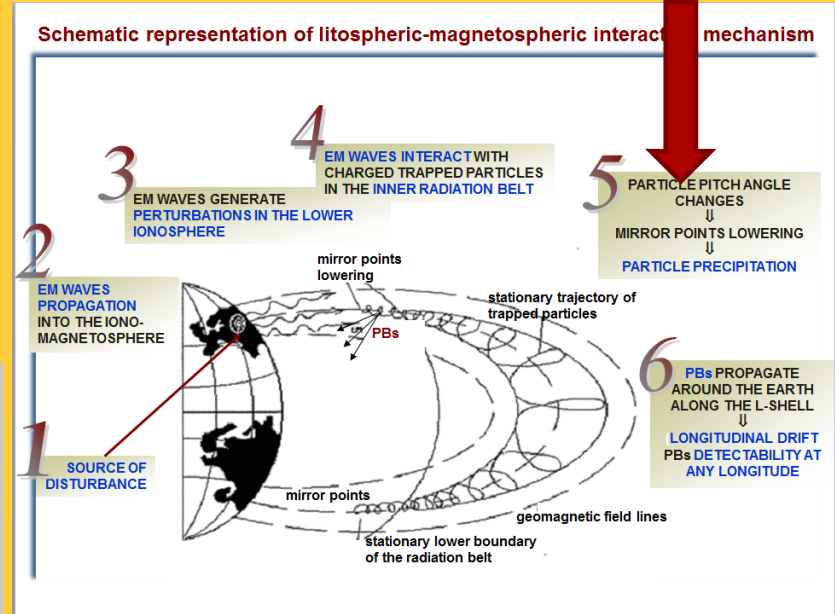 Schematic representation of litospheric-magnetospheric interact mechanism
4
EM WAVES INTERACT WITH
CHARGED TRAPPED PARTICLES
IN THE INNER RADIATION BELT
3
EM WAVES GENERATE
PERTURBATIONS IN THE LOWER
IONOSPHERE
5
PARTICLE PITCH ANGLE
CHANGES
⇓
MIRROR POINTS LOWERING
⇓
PARTICLE PRECIPITATION
2
EM WAVES
PROPAGATION
INTO THE IONO-
MAGNETOSPHERE
mirror points
lowering
stationary trajectory of
trapped particles
PBs
6
PBs PROPAGATE
AROUND THE EARTH
ALONG THE L-SHELL
⇓
LONGITUDINAL DRIFT
PBs DETECTABILITY AT
ANY LONGITUDE
1
SOURCE OF
DISTURBANCE
mirror points
geomagnetic field lines
stationary lower boundary
of the radiation belt